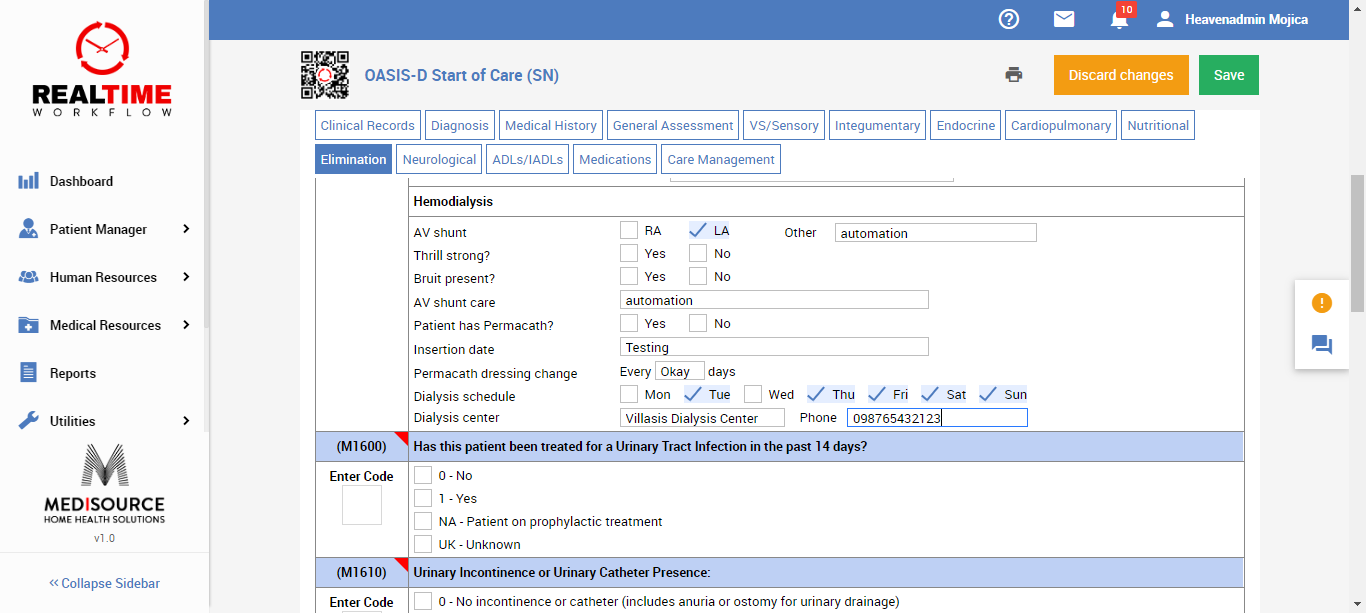 10
Heavenadmin Mojica
REALTIME
WORKFLOW
OASIS-D Start of Care (SN)
Discard changes
Save
Clinical Records Diagnosis Medical History General Assessment VS/Sensory Integumentary Endocrine Cardiopulmonary Nutritional
Elimination Neurological ADLs/IADLs Medications Care Management
Dashboard
Patient Manager
Human Resources
Medical Resources
Reports
Utilities
MEDISOURCE
HOME HEALTH SOLUTIONS
v1.0
Collapse Sidebar
Hemodialysis
AV shunt RA LA Other automation
Thrill strong? Yes No
Bruit present? Yes No
AV shunt care automation
Patient has Permacath? Yes No
Insertion date Testing
Permacath dressing change Every Okay days
Dialysis schedule Mon Tue Wed Thu Fri Sat Sun
Dialysis center Villasis Dialysis Center Phone 098765432123
(M1600) Has this patient been treated for a Urinary Tract Infection in the past 14 days?
Enter Code 0 - No
1 - Yes
NA - Patient on prophylactic treatment
UK - Unknown
(M1610) Urinary Incontinence or Urinary Catheter Presence:
Enter Code 0 - No incontinence or catheter (includes anuria or ostomy for urinary drainage)